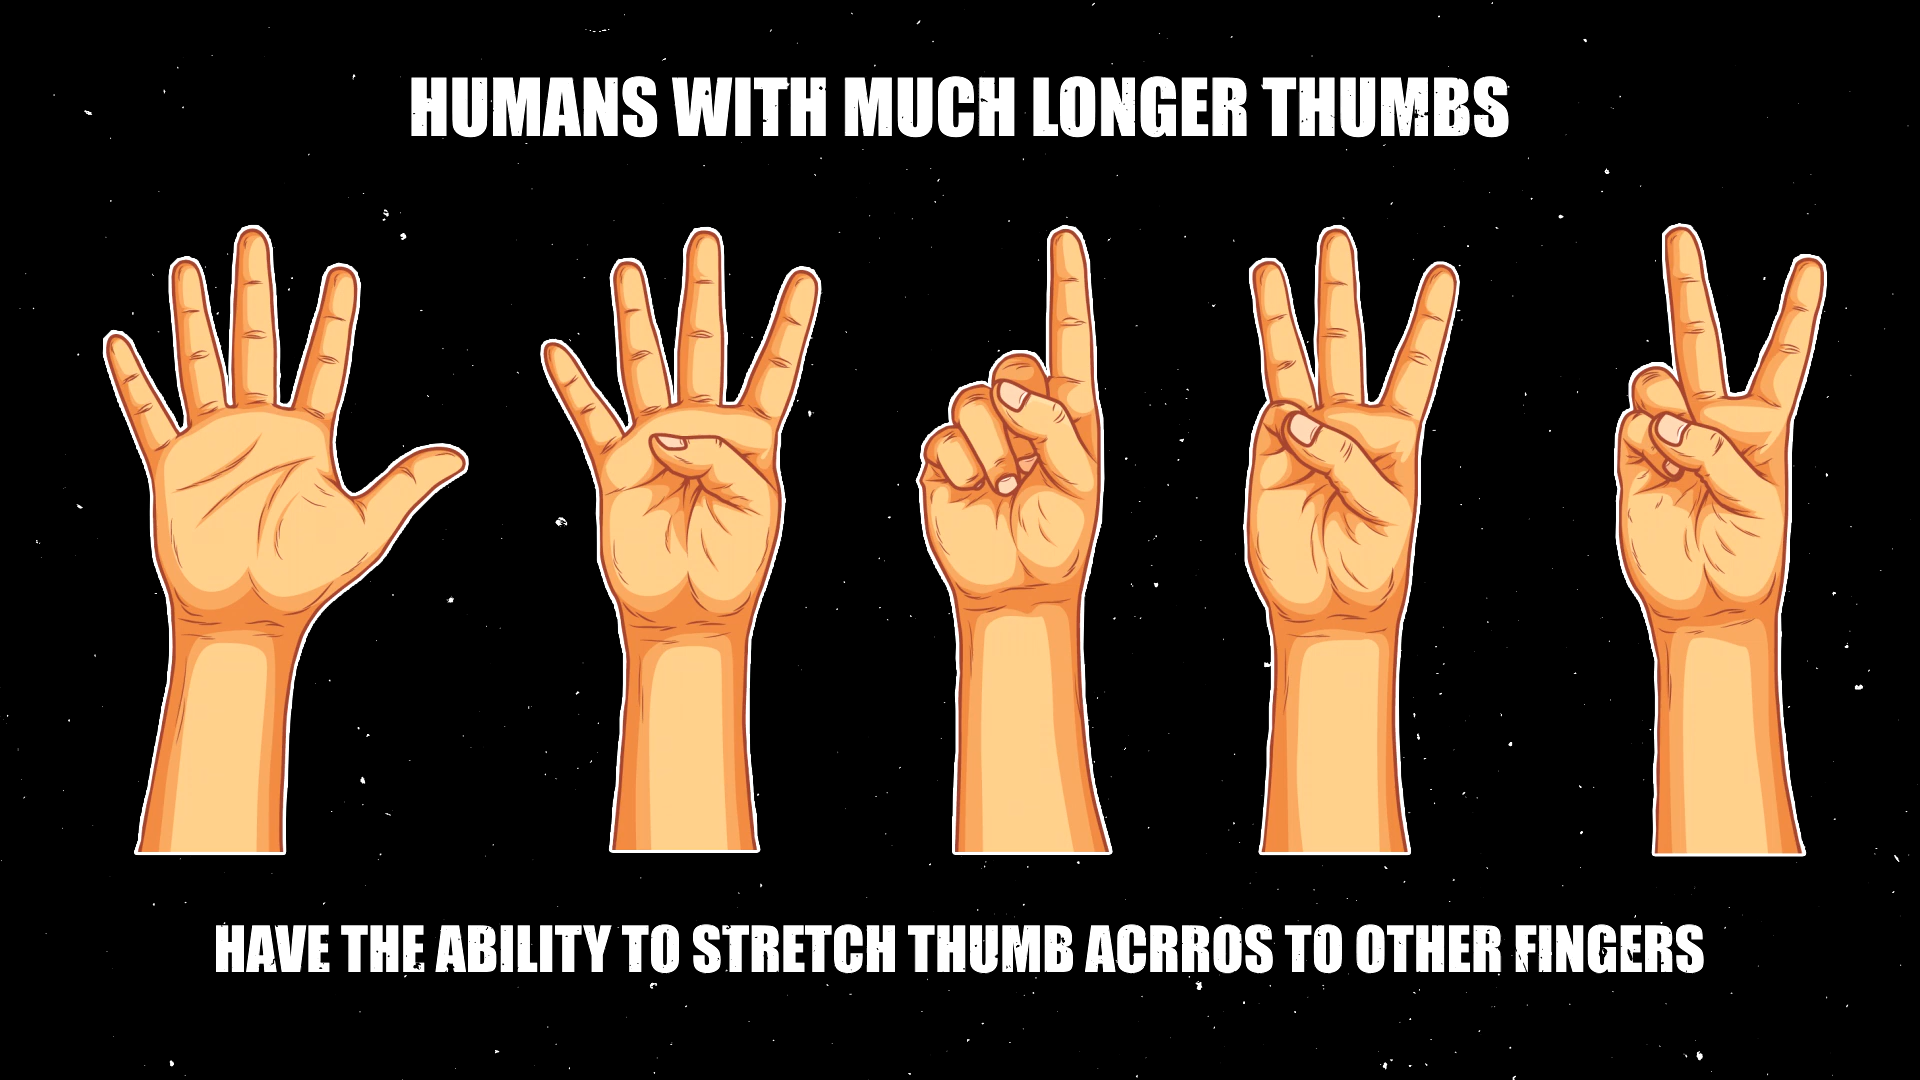 HUMANS WITH MUCH LONGER THUMBS
HAVE THE ABILITY TO STRETCH THUMB ACRROS TO OTHER FINGERS